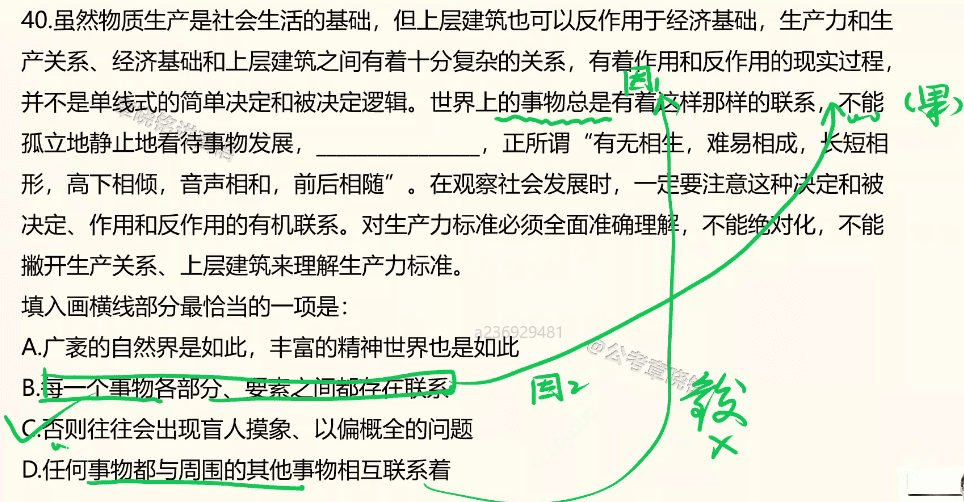 40.虽然物质生产是社会生活的基础，但上层建筑也可以反作用于经济基础，生产力和生
产关系、经济基础和上层建筑之间有着十分复杂的关系，有着作用和反作用的现实过程，
因1
并不是单线式的简单决定和被决定逻辑。世界上的事物总是有着这样那样的联系，不能
（果）
孤立地静止地看待事物发展，________________，正所谓“有无相生，难易相成，长短相
形，高下相倾，音声相和，前后相随”。在观察社会发展时，一定要注意这种决定和被
决定、作用和反作用的有机联系。对生产力标准必须全面准确理解，不能绝对化，不能
撇开生产关系、上层建筑来理解生产力标准。
填入画横线部分最恰当的一项是：
a236929481
A.广袤的自然界是如此，丰富的精神世界也是如此
@公考章
B.每一个事物各部分、要素之间都存在联系
因2
C.否则往往会出现盲人摸象、以偏概全的问题
D.任何事物都与周围的其他事物相互联系着